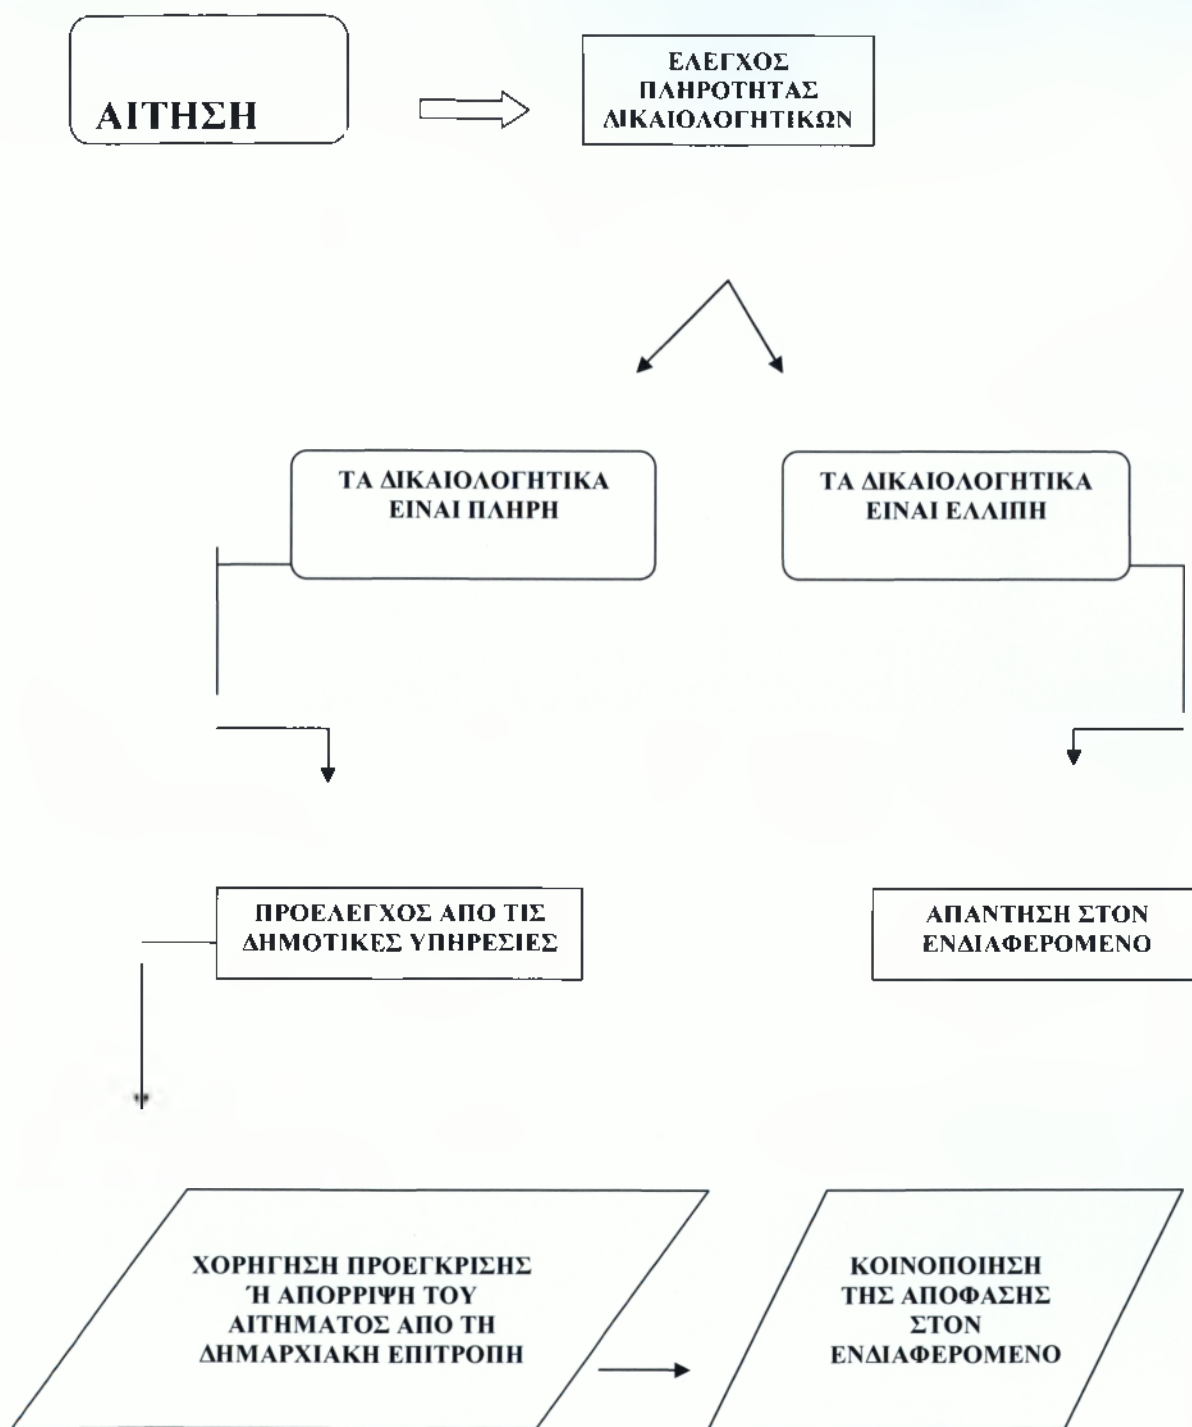 ΑΙΤΗΣΗ
ΕΛΕΓΧΟΣ
ΠΛΗΡΟΤΗΤΑΣ
ΔΙΚΑΙΟΛΟΓΗΤΙΚΩΝ
ΤΑ ΔΙΚΑΙΟΛΟΓΗΤΙΚΑ
ΕΙΝΑΙ ΠΛΗΡΗ
ΤΑ ΔΙΚΑΙΟΛΟΓΗΤΙΚΑ
ΕΙΝΑΙ ΕΛΛΙΠΗ
ΠΡΟΕΛΕΓΧΟΣ ΑΠΟ ΤΙΣ
ΔΗΜΟΤΙΚΕΣ ΥΠΗΡΕΣΙΕΣ
ΑΠΑΝΤΗΣΗ ΣΤΟΝ
ΕΝΔΙΑΦΕΡΟΜΕΝΟ
ΧΟΡΗΓΗΣΗ ΠΡΟΕΓΚΡΙΣΗΣ
Ή ΑΠΟΡΡΙΨΗ ΤΟΥ
ΑΙΤΗΜΑΤΟΣ ΑΠΟ ΤΗ
ΔΗΜΑΡΧΙΑΚΗ ΕΠΙΤΡΟΠΗ
ΚΟΙΝΟΠΟΙΗΣΗ
ΤΗΣ ΑΠΟΦΑΣΗΣ
ΣΤΟΝ
ΕΝΔΙΑΦΕΡΟΜΕΝΟ